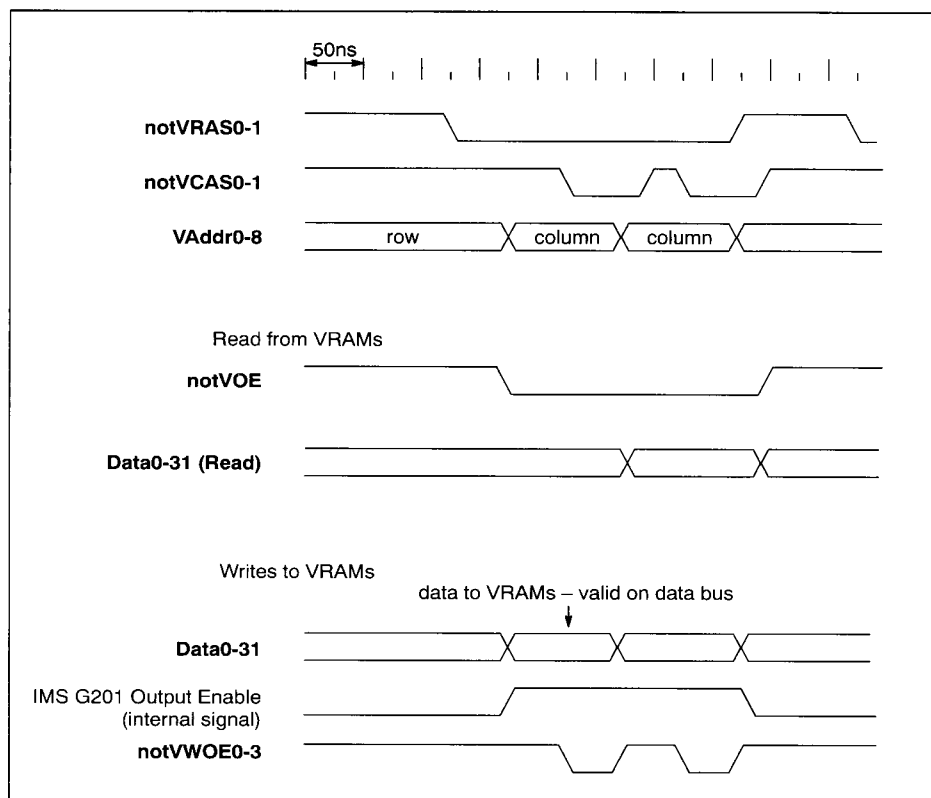 50ns
notVRAS0-1
notVCAS0-1
VAddr0-8
row
column
column
Read from VRAMs
notVOE
Data0-31 (Read)
Writes to VRAMs
data to VRAMs – valid on data bus
Data0-31
IMS G201 Output Enable
(internal signal)
notVWOE0-3